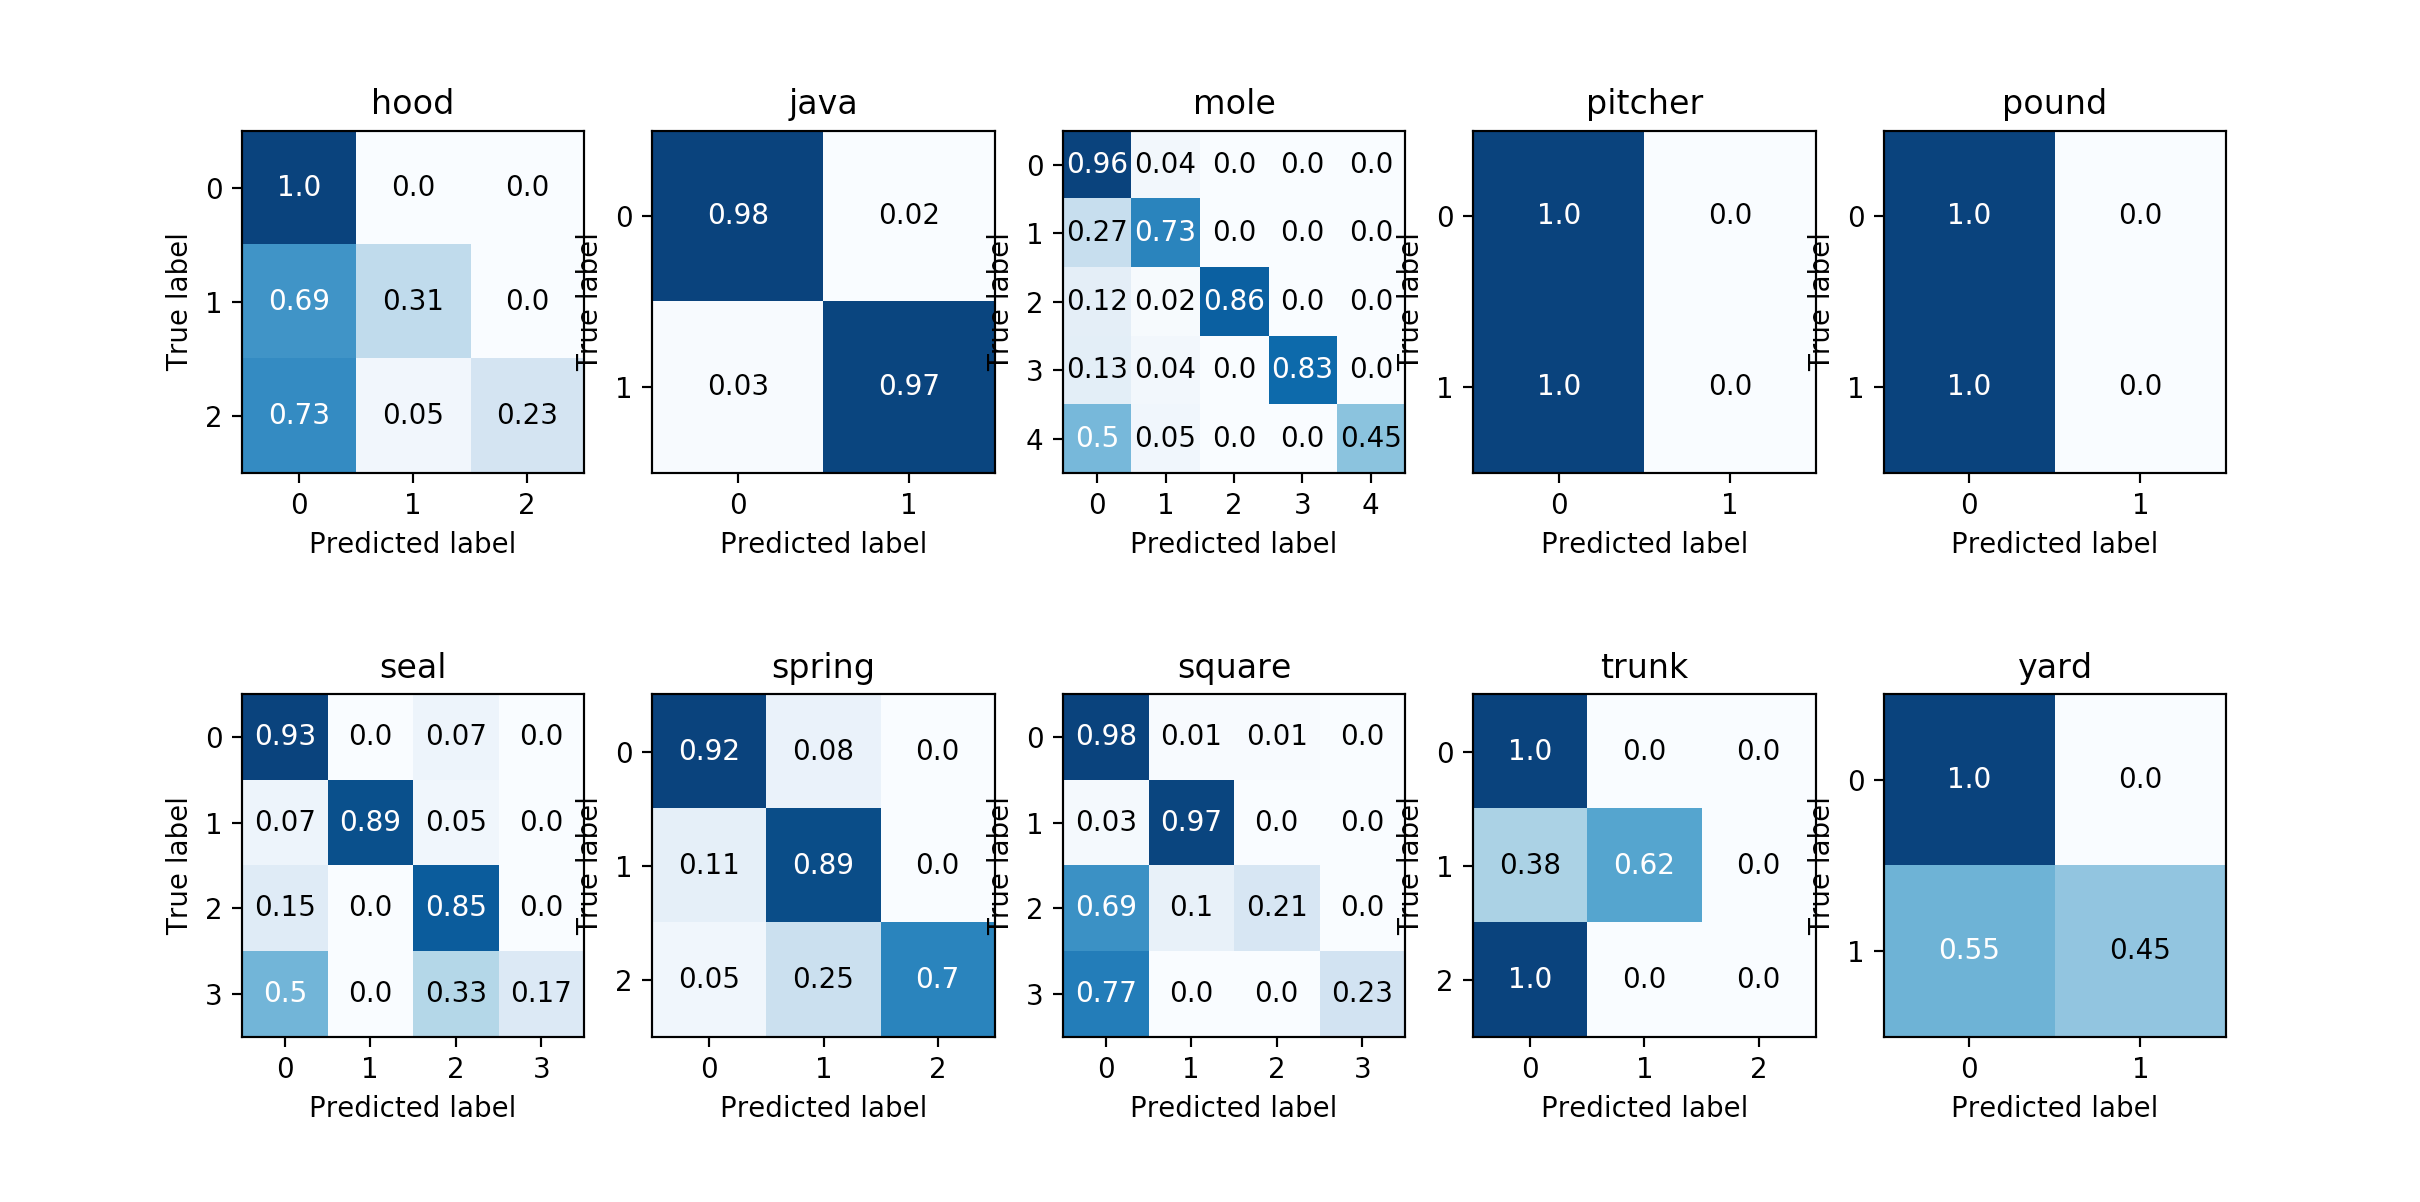 hood
java
mole
pitcher
pound
True label
0 1.0 0.0 0.0
1 0.69 0.31 0.0
2 0.73 0.05 0.23
0 1 2
Predicted label
True label
0 0.98 0.02
1 0.03 0.97
0 1
Predicted label
True label
0 0.96 0.04 0.0 0.0 0.0
1 0.27 0.73 0.0 0.0 0.0
2 0.12 0.02 0.86 0.0 0.0
3 0.13 0.04 0.0 0.83 0.0
4 0.5 0.05 0.0 0.0 0.45
0 1 2 3 4
Predicted label
True label
0 1.0 0.0
1 1.0 0.0
0 1
Predicted label
True label
0 1.0 0.0
1 1.0 0.0
0 1
Predicted label
seal
spring
square
trunk
yard
True label
0 0.93 0.0 0.07 0.0
1 0.07 0.89 0.05 0.0
2 0.15 0.0 0.85 0.0
3 0.5 0.0 0.33 0.17
0 1 2 3
Predicted label
True label
0 0.92 0.08 0.0
1 0.11 0.89 0.0
2 0.05 0.25 0.7
0 1 2
Predicted label
True label
0 0.98 0.01 0.01 0.0
1 0.03 0.97 0.0 0.0
2 0.69 0.1 0.21 0.0
3 0.77 0.0 0.0 0.23
0 1 2 3
Predicted label
True label
0 1.0 0.0 0.0
1 0.38 0.62 0.0
2 1.0 0.0 0.0
0 1 2
Predicted label
True label
0 1.0 0.0
1 0.55 0.45
0 1
Predicted label